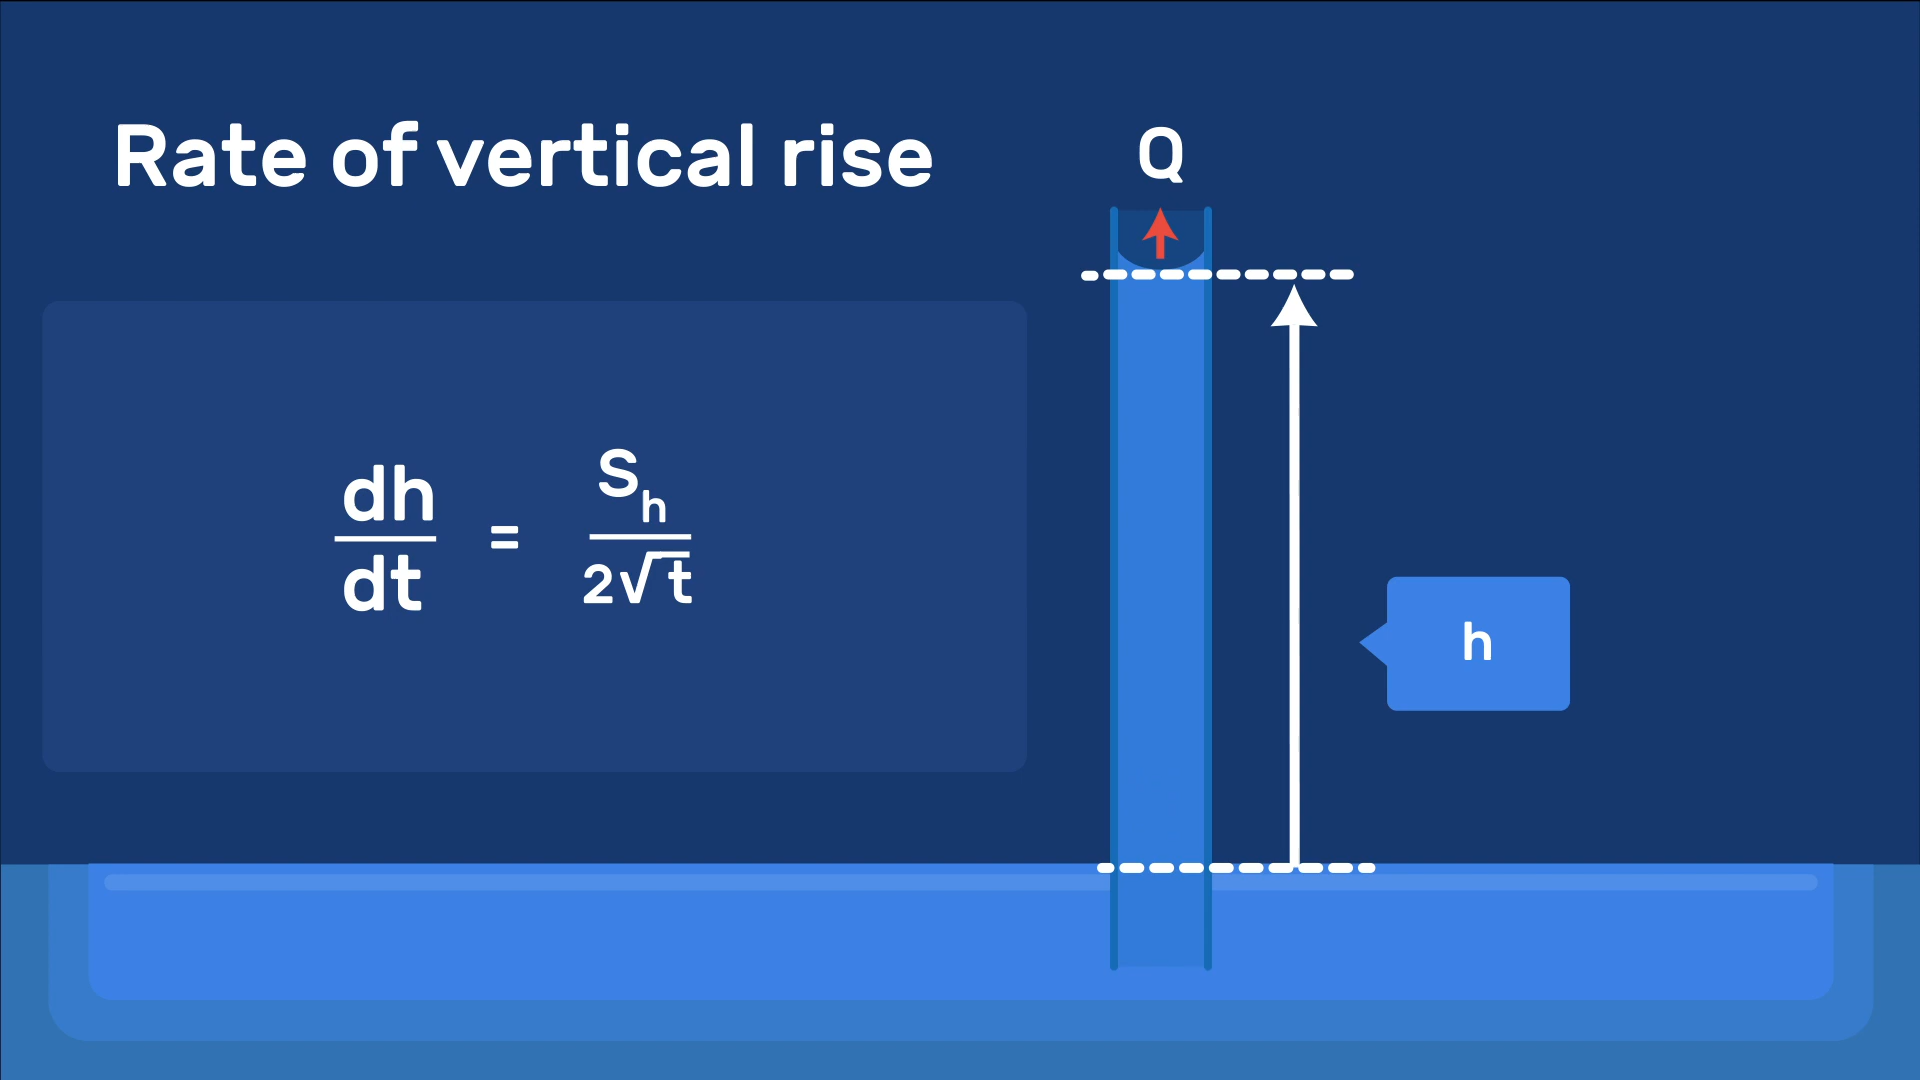 Rate of vertical rise
Q
dh/dt = S_h/2√t
h